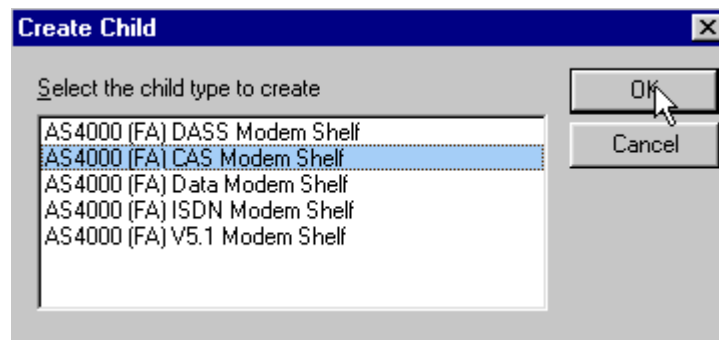 Create Child
Select the child type to create
OK
AS4000 (FA) DASS Modem Shelf
AS4000 (FA) CAS Modem Shelf
Cancel
AS4000 (FA) Data Modem Shelf
AS4000 (FA) ISDN Modem Shelf
AS4000 (FA) V5.1 Modem Shelf